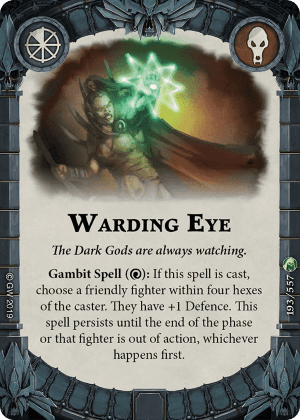 WARDING EYE
The Dark Gods are always watching.
Gambit Spell (): If this spell is cast,
choose a friendly fighter within four hexes
of the caster. They have +1 Defence. This
spell persists until the end of the phase
or that fighter is out of action, whichever
happens first.
© GW 2019
193/557